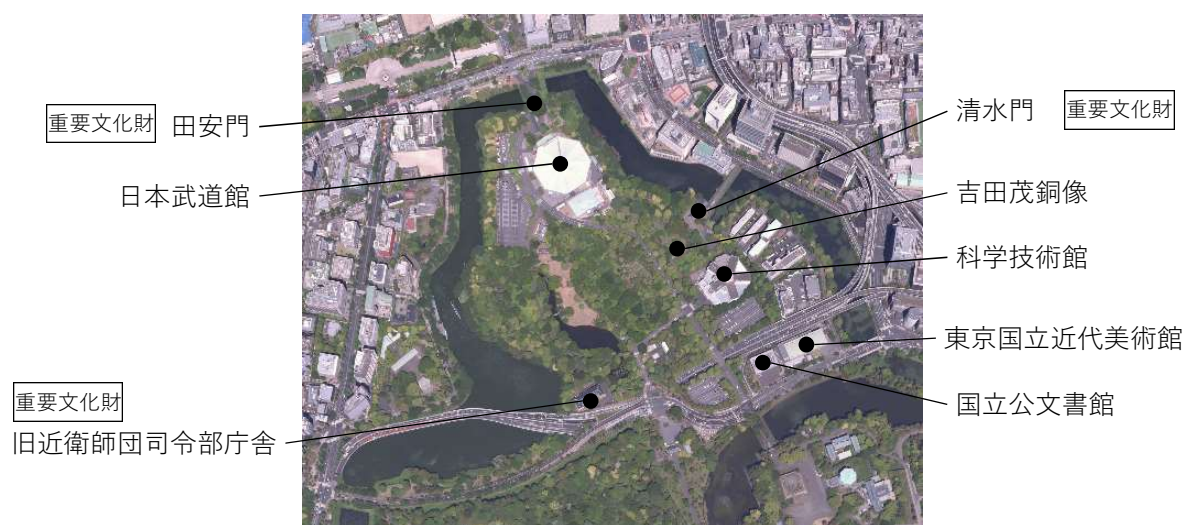 重要文化財
田安門
日本武道館
重要文化財
旧近衛師団司令部庁舎
清水門
重要文化財
吉田茂銅像
科学技術館
東京国立近代美術館
国立公文書館